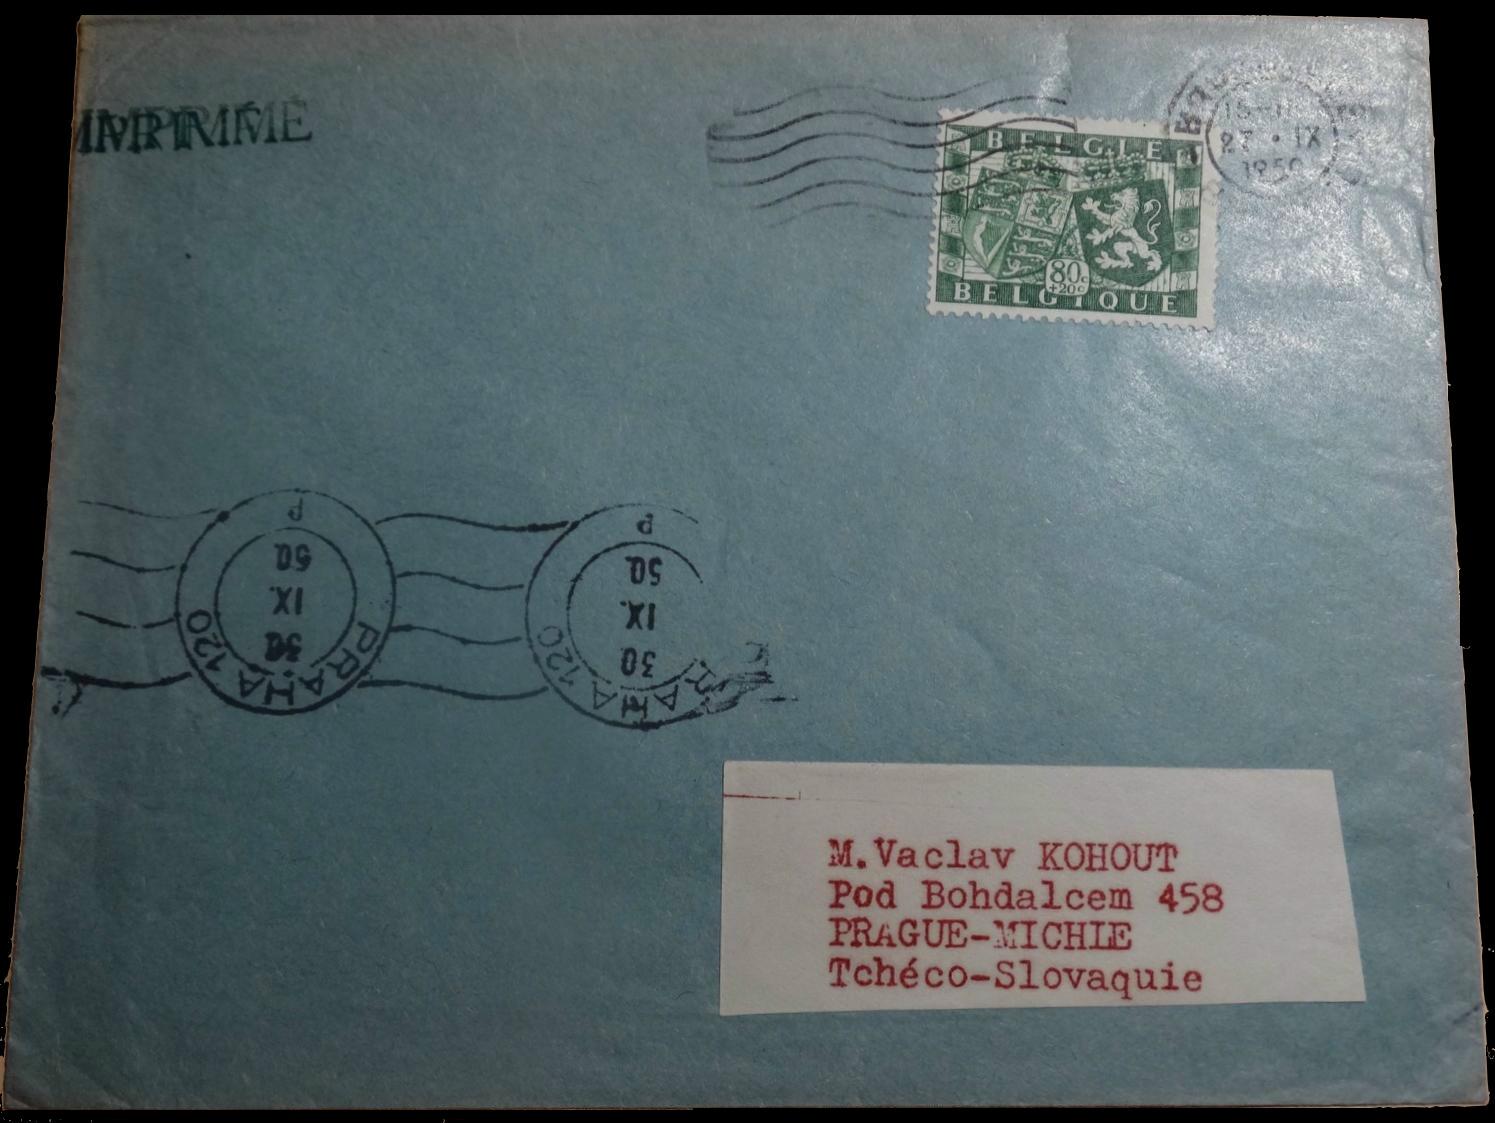 IMPRIMÉ
BELGIE
80c
+20c
BELGIQUE
27 • IX
1950
P
50
IX.
30
PRAHA 120
P
50
IX.
30
PRAHA 120
M.Vaclav KOHOUT
Pod Bohdalcem 458
PRAGUE-MICHLE
Tchéco-Slovaquie